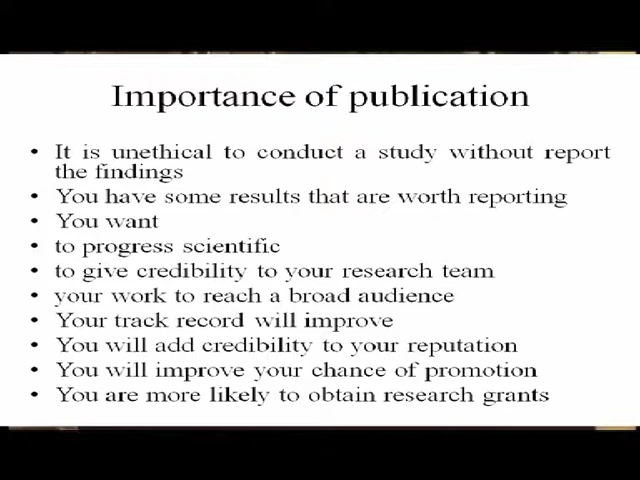 Importance of publication
• It is unethical to conduct a study without report
the findings
• You have some results that are worth reporting
• You want
• to progress scientific
• to give credibility to your research team
• your work to reach a broad audience
• Your track record will improve
• You will add credibility to your reputation
• You will improve your chance of promotion
• You are more likely to obtain research grants